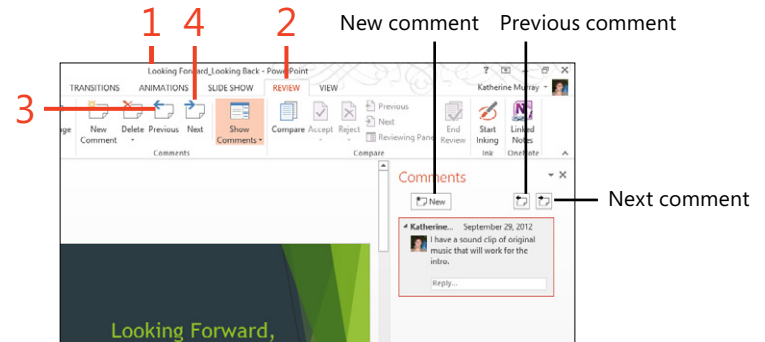 New comment Previous comment
1 4 2
Looking Forward_Looking Back - PowerPoint ?
TRANSITIONS ANIMATIONS SLIDE SHOW REVIEW VIEW Katherine Murray
3
age New Comment Delete Previous Next Show Comments Compare Accept Reject Previous Next Reviewing Pane End Review Start Inking Linked Notes
Comments Compare Ink OneNote
Comments
New
Next comment
Katherine... September 29, 2012
I have a sound clip of original
music that will work for the
intro.
Reply...
Looking Forward,